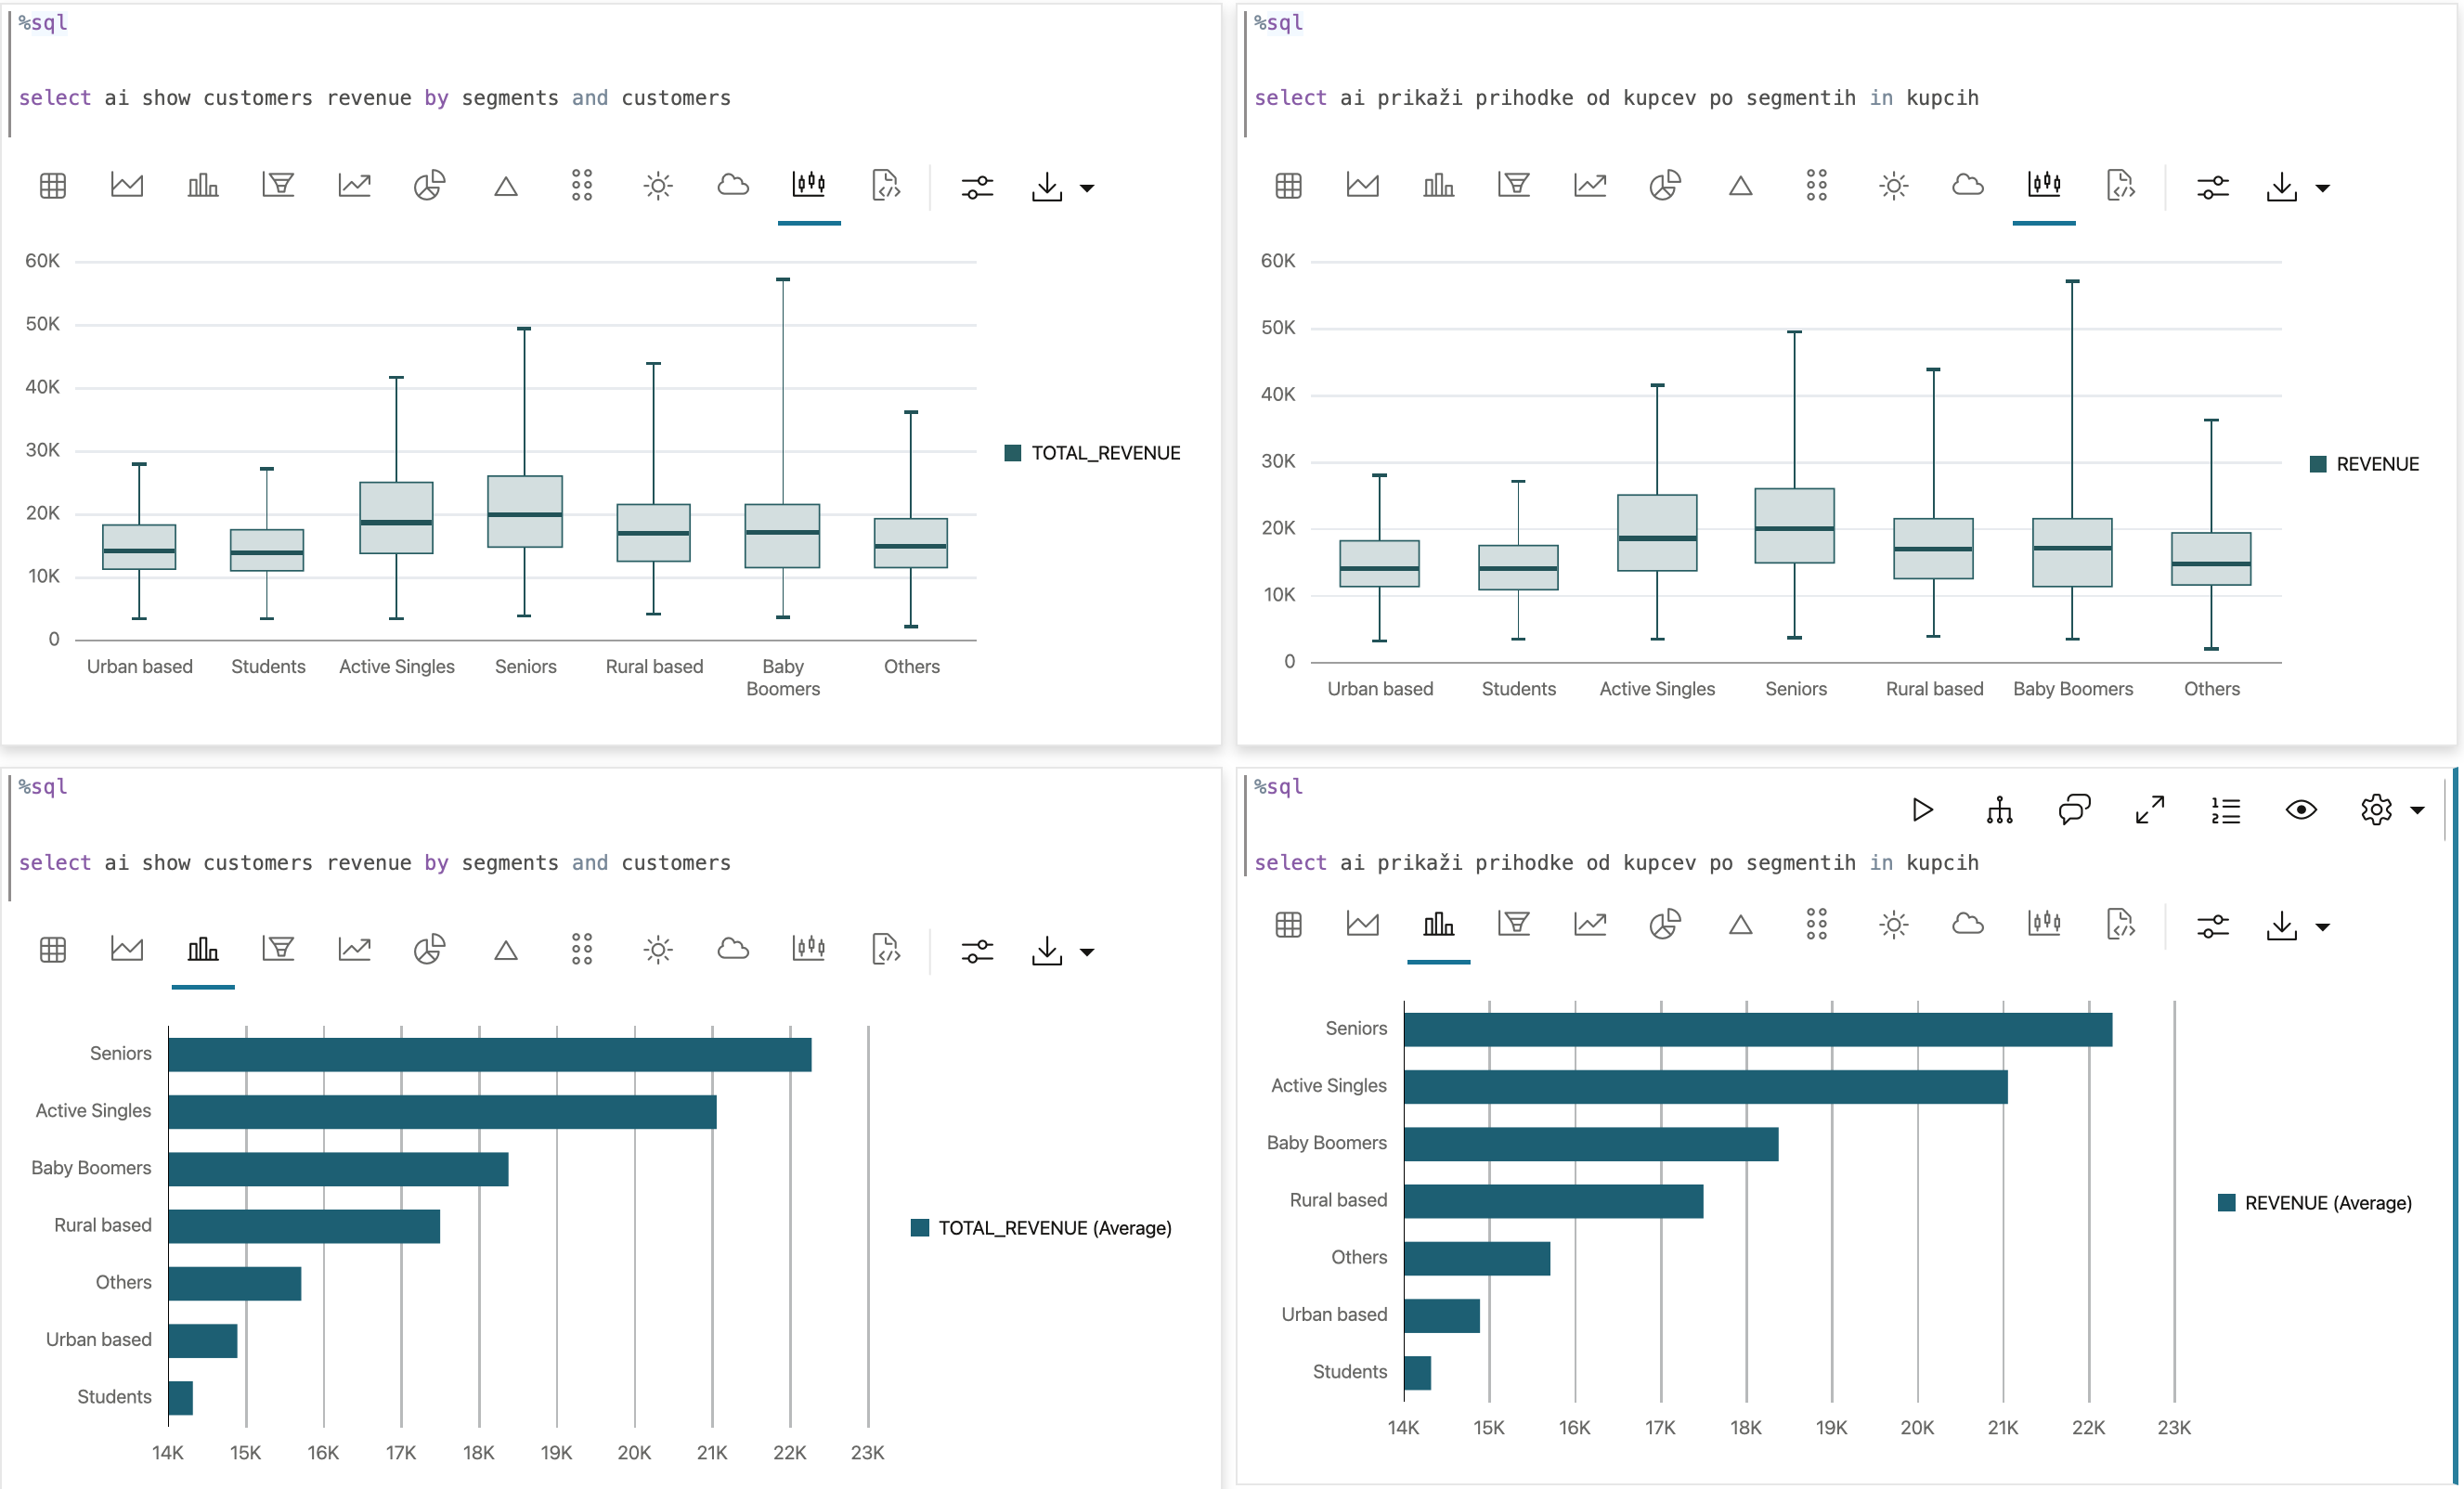 %sql
select ai show customers revenue by segments and customers
60K
50K
40K
30K
20K
10K
0
Urban based
Students
Active Singles
Seniors
Rural based
Baby
Boomers
Others
TOTAL_REVENUE
%sql
select ai prikaži prihodke od kupcev po segmentih in kupcih
60K
50K
40K
30K
20K
10K
0
Urban based
Students
Active Singles
Seniors
Rural based
Baby Boomers
Others
REVENUE
%sql
select ai show customers revenue by segments and customers
Seniors
Active Singles
Baby Boomers
Rural based
Others
Urban based
Students
14K
15K
16K
17K
18K
19K
20K
21K
22K
23K
TOTAL_REVENUE (Average)
%sql
select ai prikaži prihodke od kupcev po segmentih in kupcih
Seniors
Active Singles
Baby Boomers
Rural based
Others
Urban based
Students
14K
15K
16K
17K
18K
19K
20K
21K
22K
23K
REVENUE (Average)